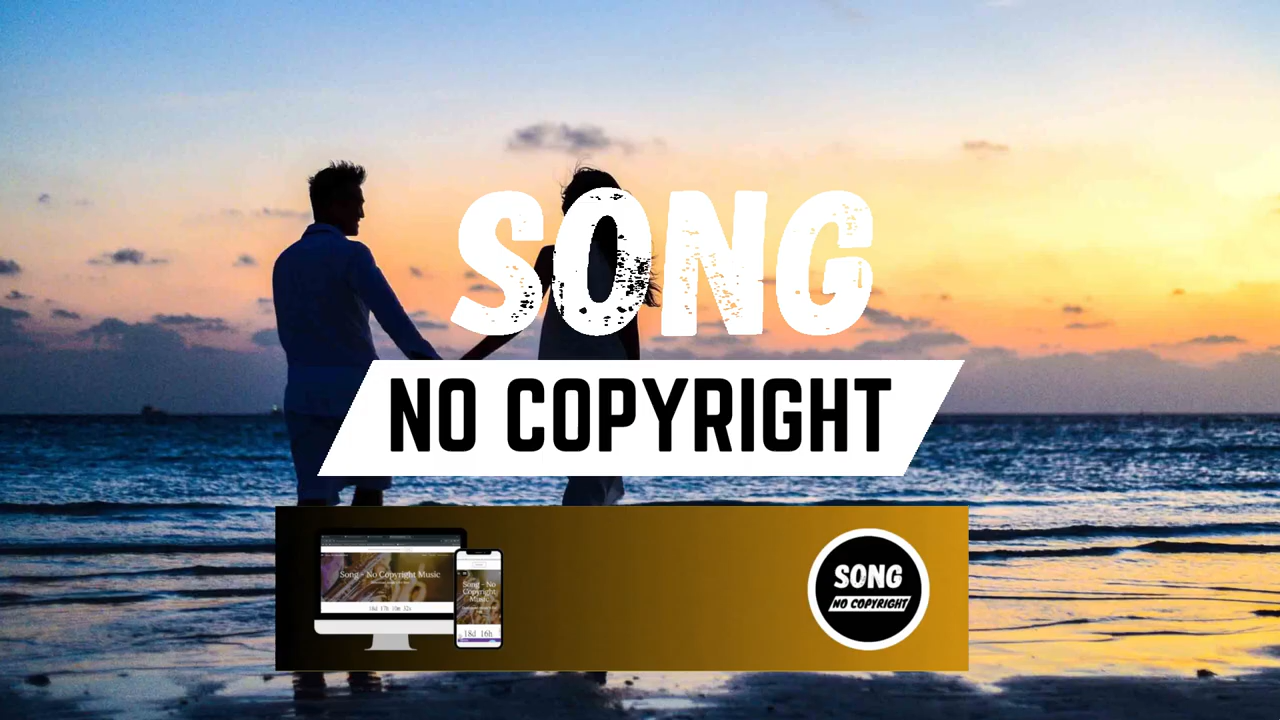 SONG
NO COPYRIGHT
Song - No Copyright Music
18d 17h 10m 32s
Song - No
Copyright
Music
18d 16h
SONG
NO COPYRIGHT